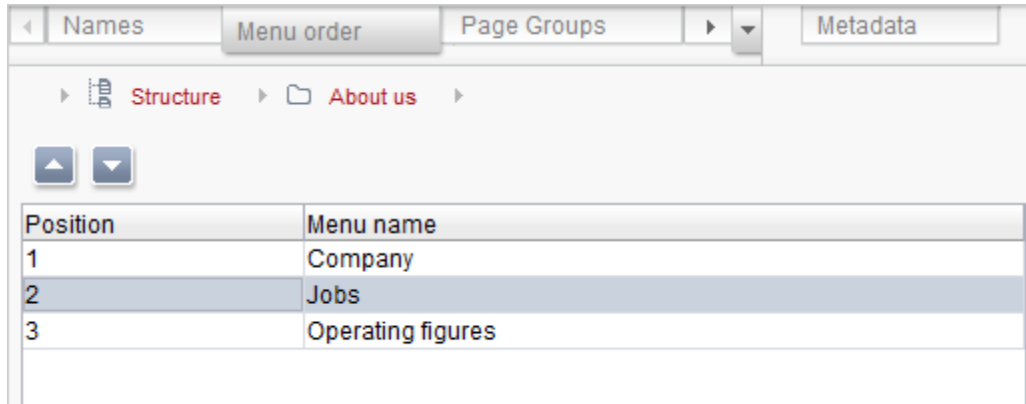 Names Menu order Page Groups Metadata
Structure About us
Position Menu name
1 Company
2 Jobs
3 Operating figures